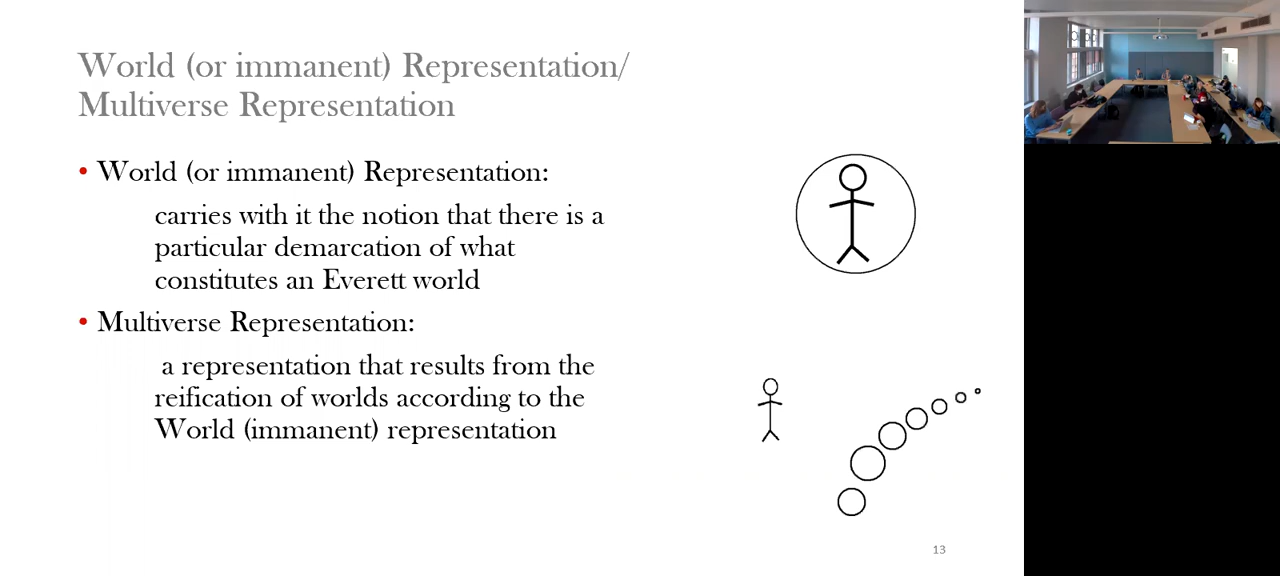 World (or immanent) Representation/
Multiverse Representation
• World (or immanent) Representation:
carries with it the notion that there is a
particular demarcation of what
constitutes an Everett world
• Multiverse Representation:
a representation that results from the
reification of worlds according to the
World (immanent) representation
13